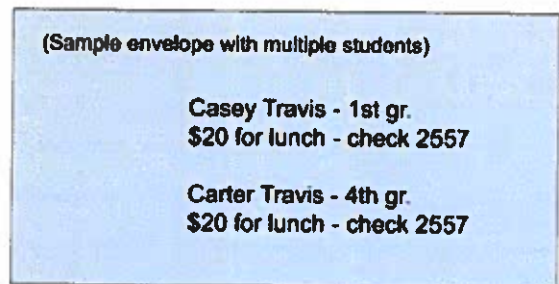 (Sample envelope with multiple students)
Casey Travis - 1st gr.
$20 for lunch - check 2557
Carter Travis - 4th gr.
$20 for lunch - check 2557